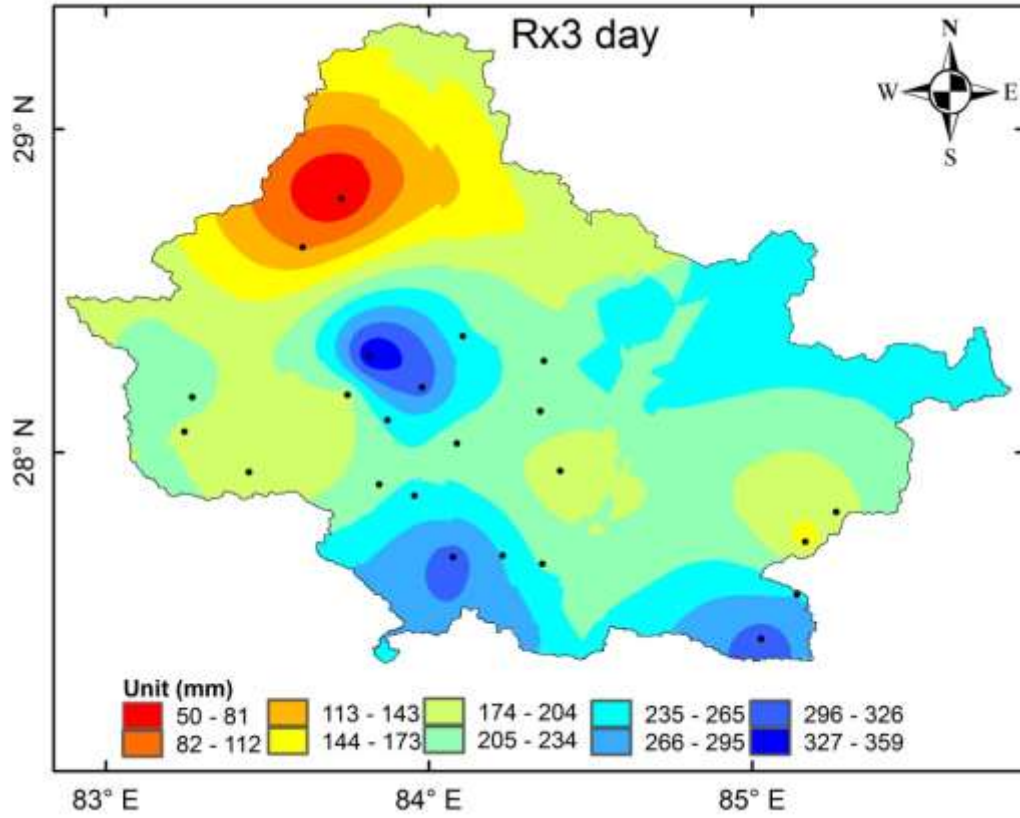 Rx3 day
N
W E
S
29° N
28° N
Unit (mm)
50 - 81 113 - 143 174 - 204 235 - 265 296 - 326
82 - 112 144 - 173 205 - 234 266 - 295 327 - 359
83° E 84° E 85° E